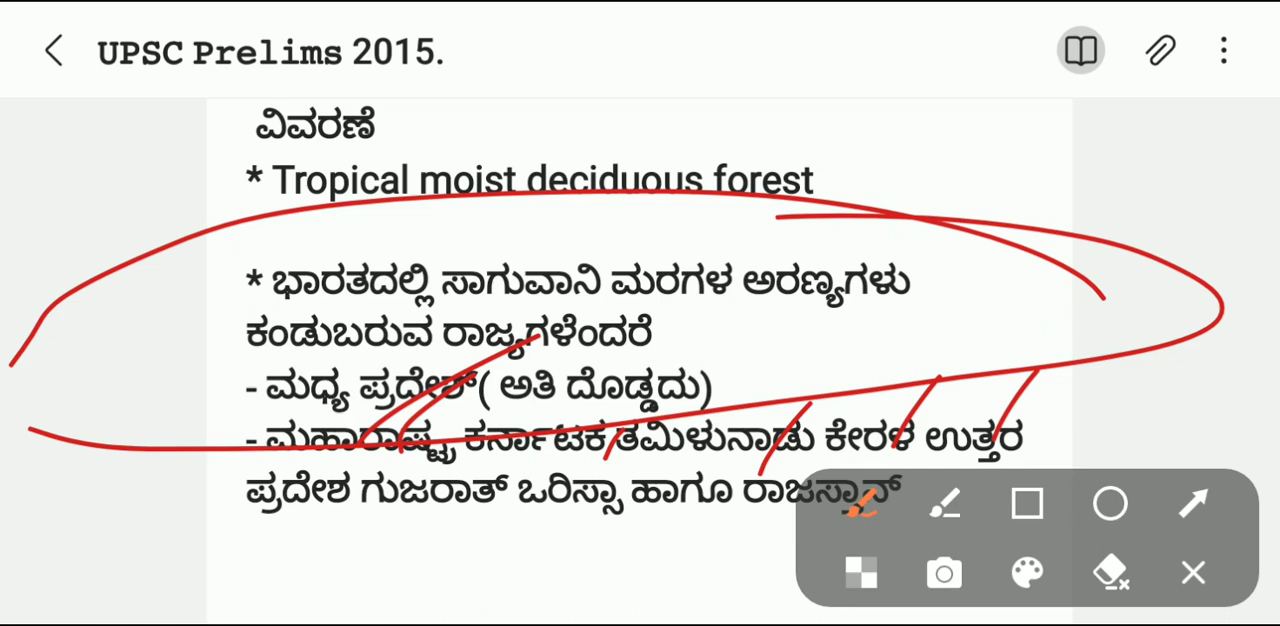 UPSC Prelims 2015.
ವಿವರಣೆ
* Tropical moist deciduous forest
* ಭಾರತದಲ್ಲಿ ಸಾಗುವಾನಿ ಮರಗಳ ಅರಣ್ಯಗಳು
ಕಂಡುಬರುವ ರಾಜ್ಯಗಳೆಂದರೆ
- ಮಧ್ಯ ಪ್ರದೇಶ್( ಅತಿ ದೊಡ್ಡದು)
- ಮಹಾರಾಷ್ಟ್ರ ಕರ್ನಾಟಕ ತಮಿಳುನಾಡು ಕೇರಳ ಉತ್ತರ
ಪ್ರದೇಶ ಗುಜರಾತ್ ಒರಿಸ್ಸಾ ಹಾಗೂ ರಾಜಸ್ತಾನ್